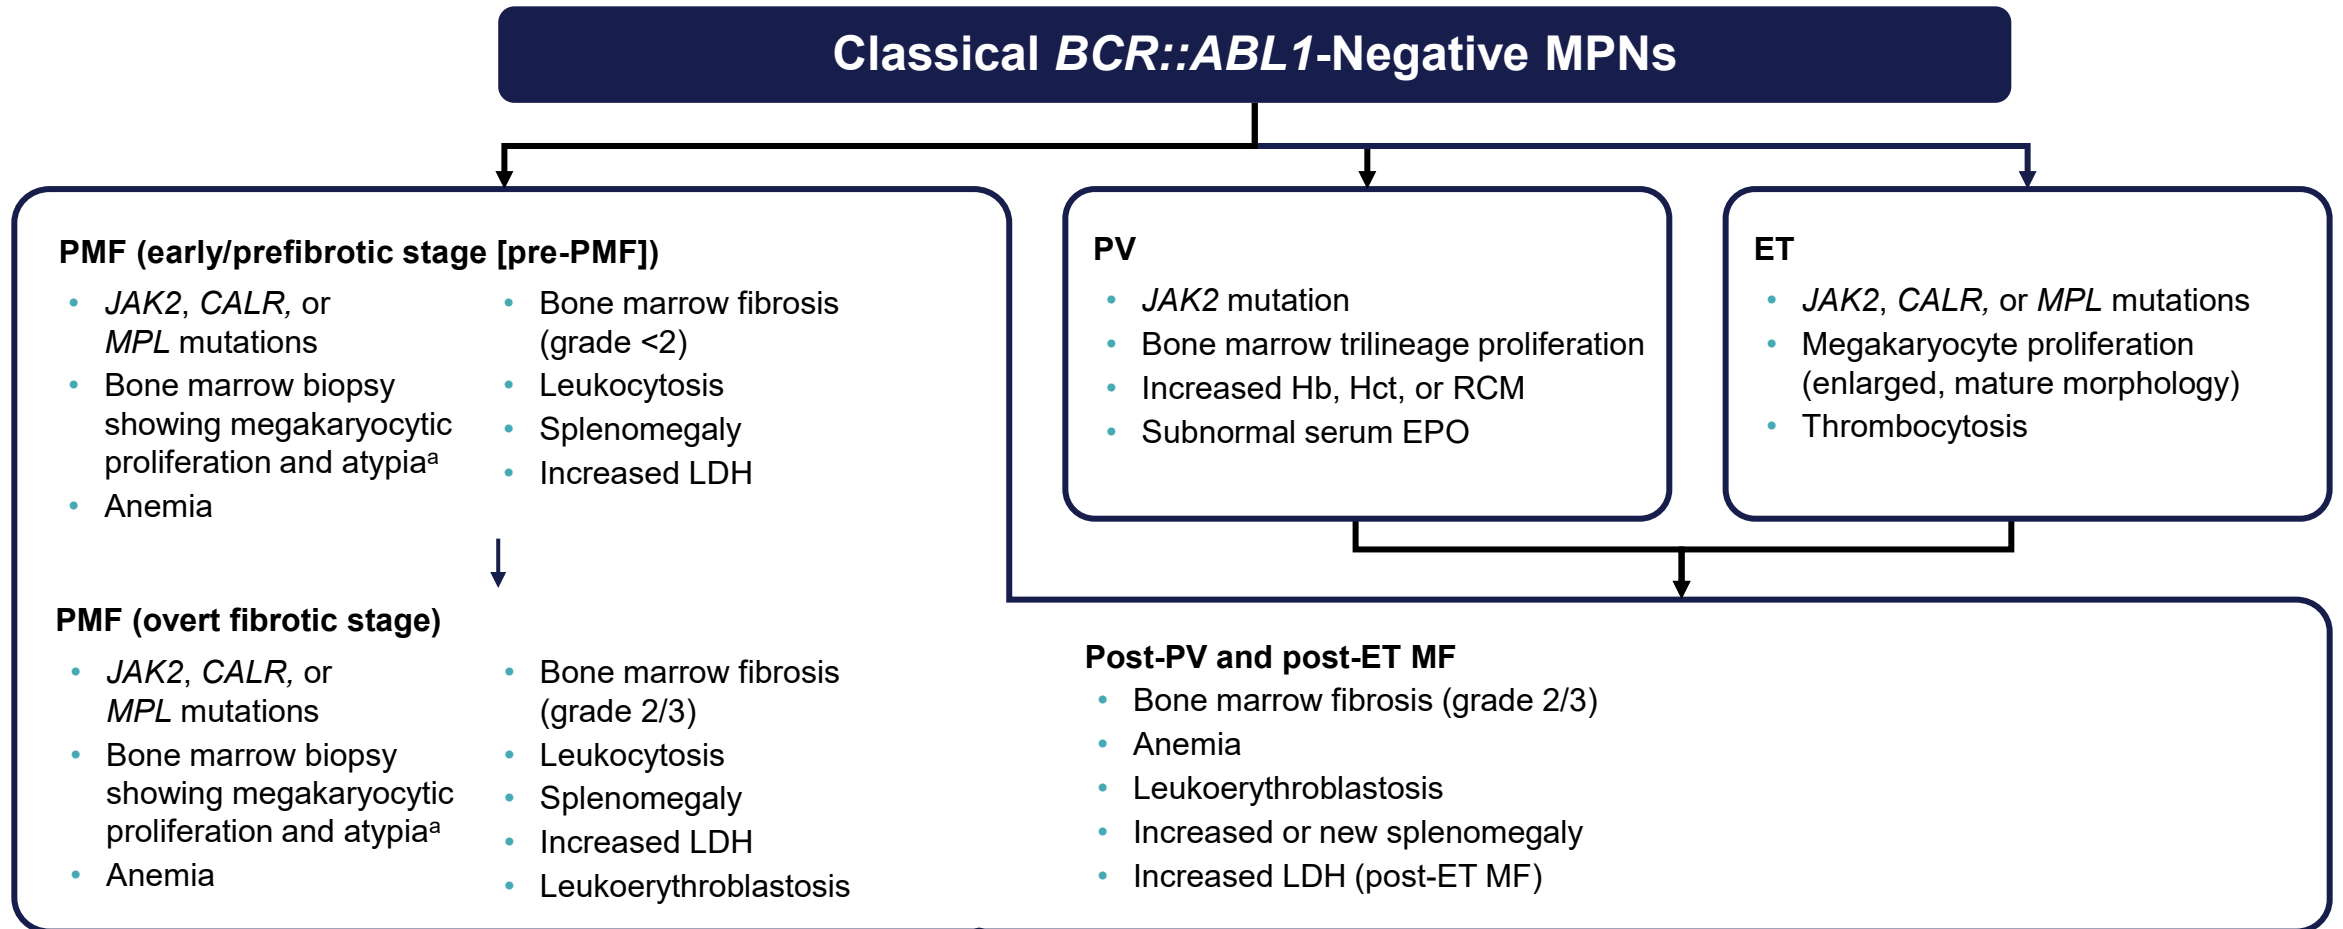 Classical BCR::ABL1-Negative MPNs
PMF (early/prefibrotic stage [pre-PMF])
• JAK2, CALR, or
MPL mutations
• Bone marrow biopsy
showing megakaryocytic
proliferation and atypiaᵃ
• Anemia
• Bone marrow fibrosis
(grade <2)
• Leukocytosis
• Splenomegaly
• Increased LDH
PMF (overt fibrotic stage)
• JAK2, CALR, or
MPL mutations
• Bone marrow biopsy
showing megakaryocytic
proliferation and atypiaᵃ
• Anemia
• Bone marrow fibrosis
(grade 2/3)
• Leukocytosis
• Splenomegaly
• Increased LDH
• Leukoerythroblastosis
PV
• JAK2 mutation
• Bone marrow trilineage proliferation
• Increased Hb, Hct, or RCM
• Subnormal serum EPO
ET
• JAK2, CALR, or MPL mutations
• Megakaryocyte proliferation
(enlarged, mature morphology)
• Thrombocytosis
Post-PV and post-ET MF
• Bone marrow fibrosis (grade 2/3)
• Anemia
• Leukoerythroblastosis
• Increased or new splenomegaly
• Increased LDH (post-ET MF)